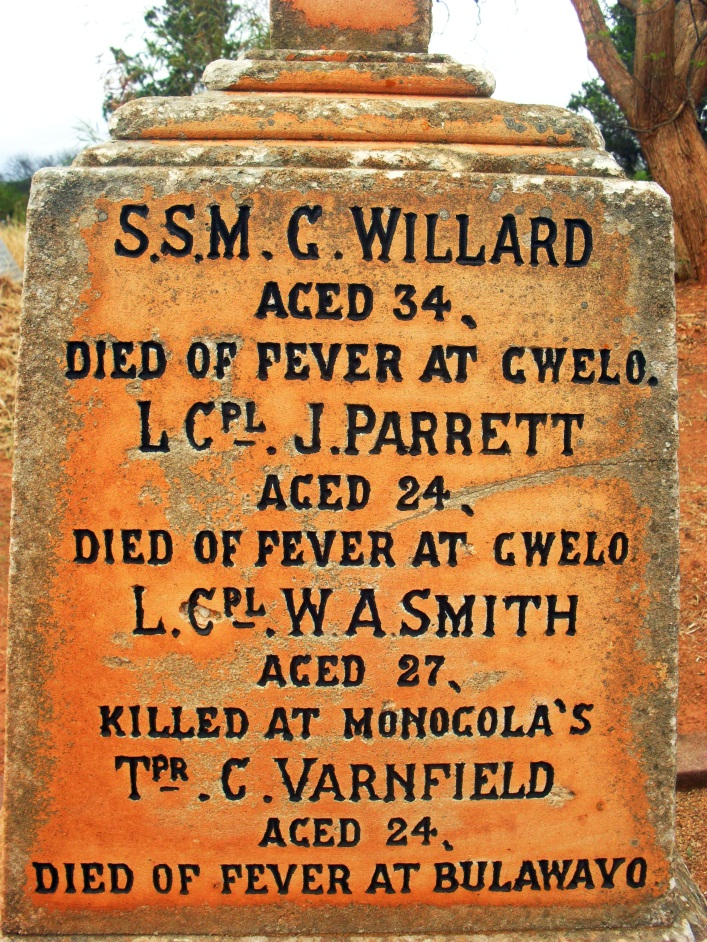 S.S.M. G. WILLARD
AGED 34,
DIED OF FEVER AT GWELO.
L CPL. J. PARRETT
AGED 24,
DIED OF FEVER AT GWELO
L. CPL. W. A. SMITH
AGED 27,
KILLED AT MONOGOLA'S
TPR. C. VARNFIELD
AGED 24,
DIED OF FEVER AT BULAWAYO